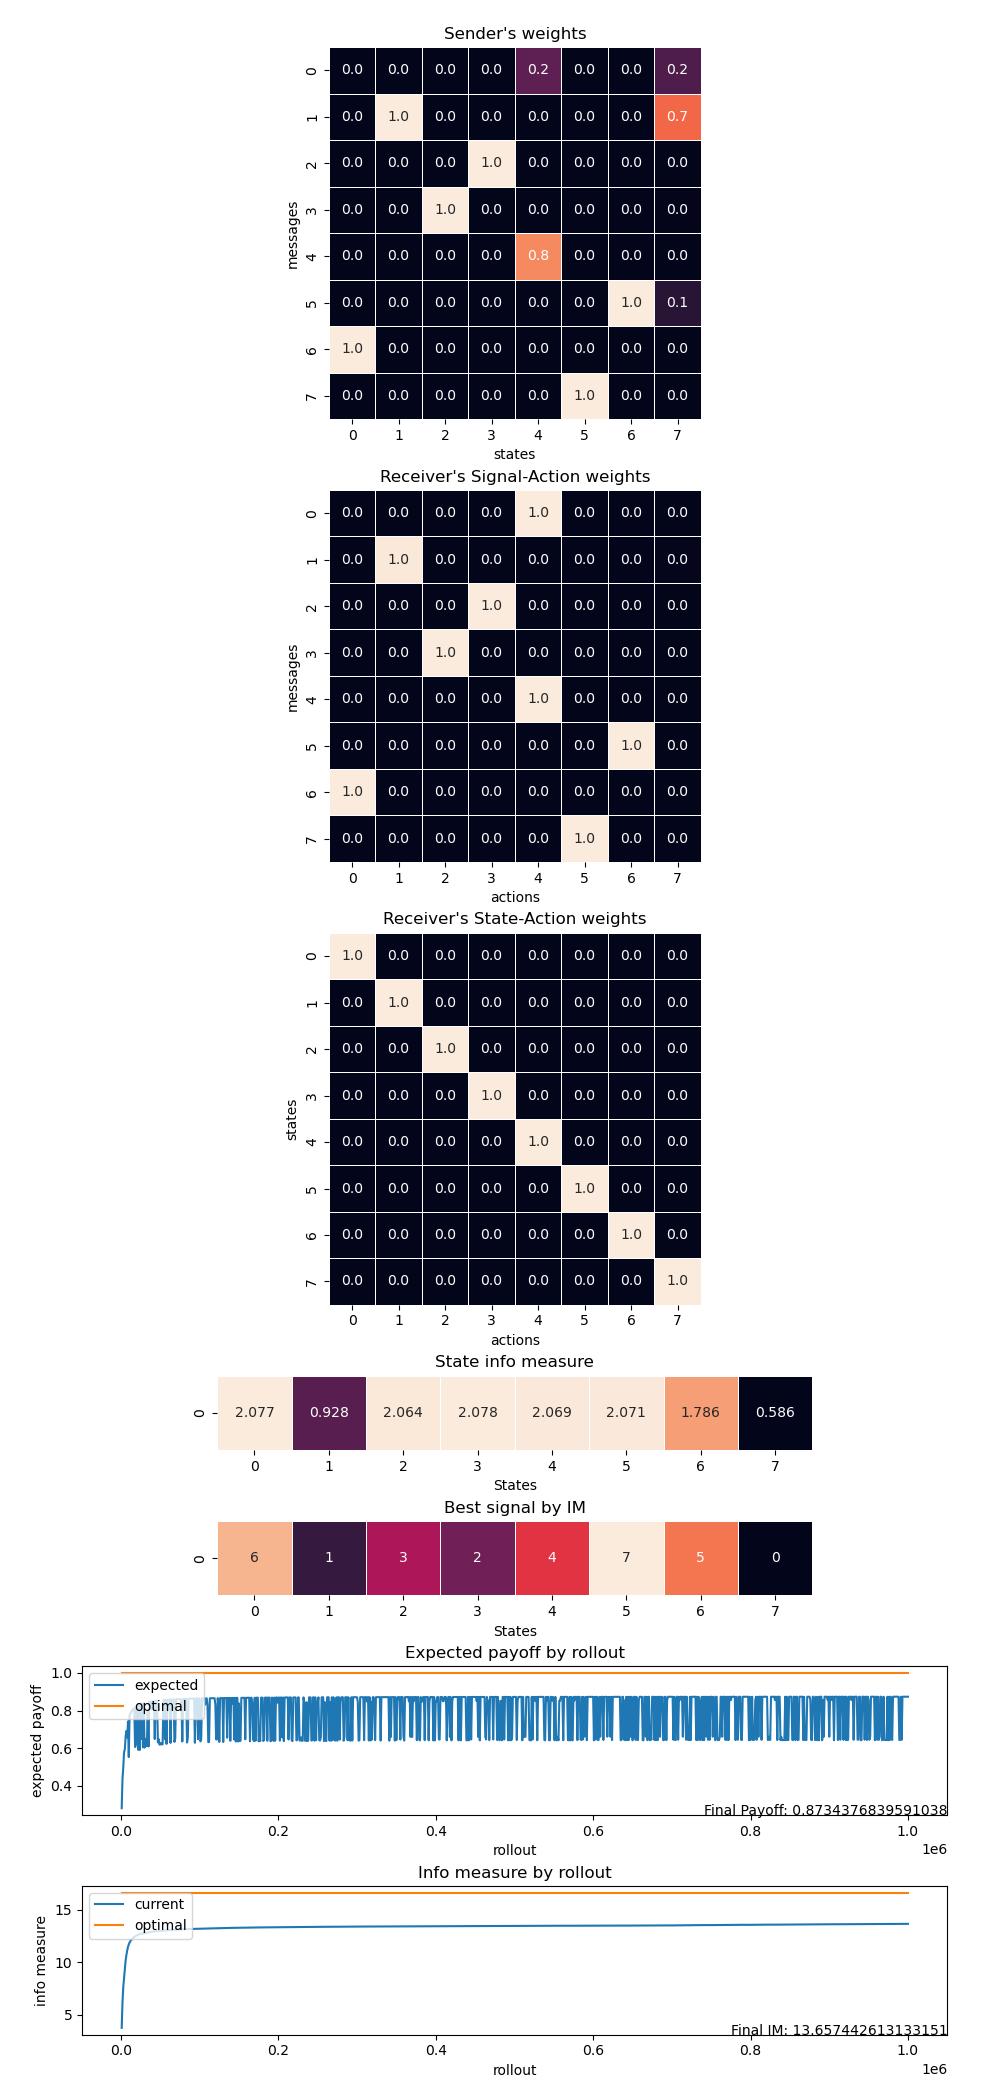 Sender's weights
0 0.0 0.0 0.0 0.0 0.2 0.0 0.0 0.2
1 0.0 1.0 0.0 0.0 0.0 0.0 0.0 0.7
2 0.0 0.0 0.0 1.0 0.0 0.0 0.0 0.0
3 0.0 0.0 1.0 0.0 0.0 0.0 0.0 0.0
4 0.0 0.0 0.0 0.0 0.8 0.0 0.0 0.0
5 0.0 0.0 0.0 0.0 0.0 0.0 1.0 0.1
6 1.0 0.0 0.0 0.0 0.0 0.0 0.0 0.0
7 0.0 0.0 0.0 0.0 0.0 1.0 0.0 0.0
messages
0 1 2 3 4 5 6 7
states
Receiver's Signal-Action weights
0 0.0 0.0 0.0 0.0 1.0 0.0 0.0 0.0
1 0.0 1.0 0.0 0.0 0.0 0.0 0.0 0.0
2 0.0 0.0 0.0 1.0 0.0 0.0 0.0 0.0
3 0.0 0.0 1.0 0.0 0.0 0.0 0.0 0.0
4 0.0 0.0 0.0 0.0 1.0 0.0 0.0 0.0
5 0.0 0.0 0.0 0.0 0.0 0.0 1.0 0.0
6 1.0 0.0 0.0 0.0 0.0 0.0 0.0 0.0
7 0.0 0.0 0.0 0.0 0.0 1.0 0.0 0.0
messages
0 1 2 3 4 5 6 7
actions
Receiver's State-Action weights
0 1.0 0.0 0.0 0.0 0.0 0.0 0.0 0.0
1 0.0 1.0 0.0 0.0 0.0 0.0 0.0 0.0
2 0.0 0.0 1.0 0.0 0.0 0.0 0.0 0.0
3 0.0 0.0 0.0 1.0 0.0 0.0 0.0 0.0
4 0.0 0.0 0.0 0.0 1.0 0.0 0.0 0.0
5 0.0 0.0 0.0 0.0 0.0 1.0 0.0 0.0
6 0.0 0.0 0.0 0.0 0.0 0.0 1.0 0.0
7 0.0 0.0 0.0 0.0 0.0 0.0 0.0 1.0
states
0 1 2 3 4 5 6 7
actions
State info measure
0 2.077 0.928 2.064 2.078 2.069 2.071 1.786 0.586
0 1 2 3 4 5 6 7
States
Best signal by IM
0 6 1 3 2 4 7 5 0
0 1 2 3 4 5 6 7
States
Expected payoff by rollout
expected payoff
1.0
0.8
0.6
0.4
expected
optimal
Final Payoff: 0.8734376839591038
0.0 0.2 0.4 0.6 0.8 1.0
1e6
rollout
Info measure by rollout
info measure
15
10
5
current
optimal
Final IM: 13.657442613133151
0.0 0.2 0.4 0.6 0.8 1.0
1e6
rollout